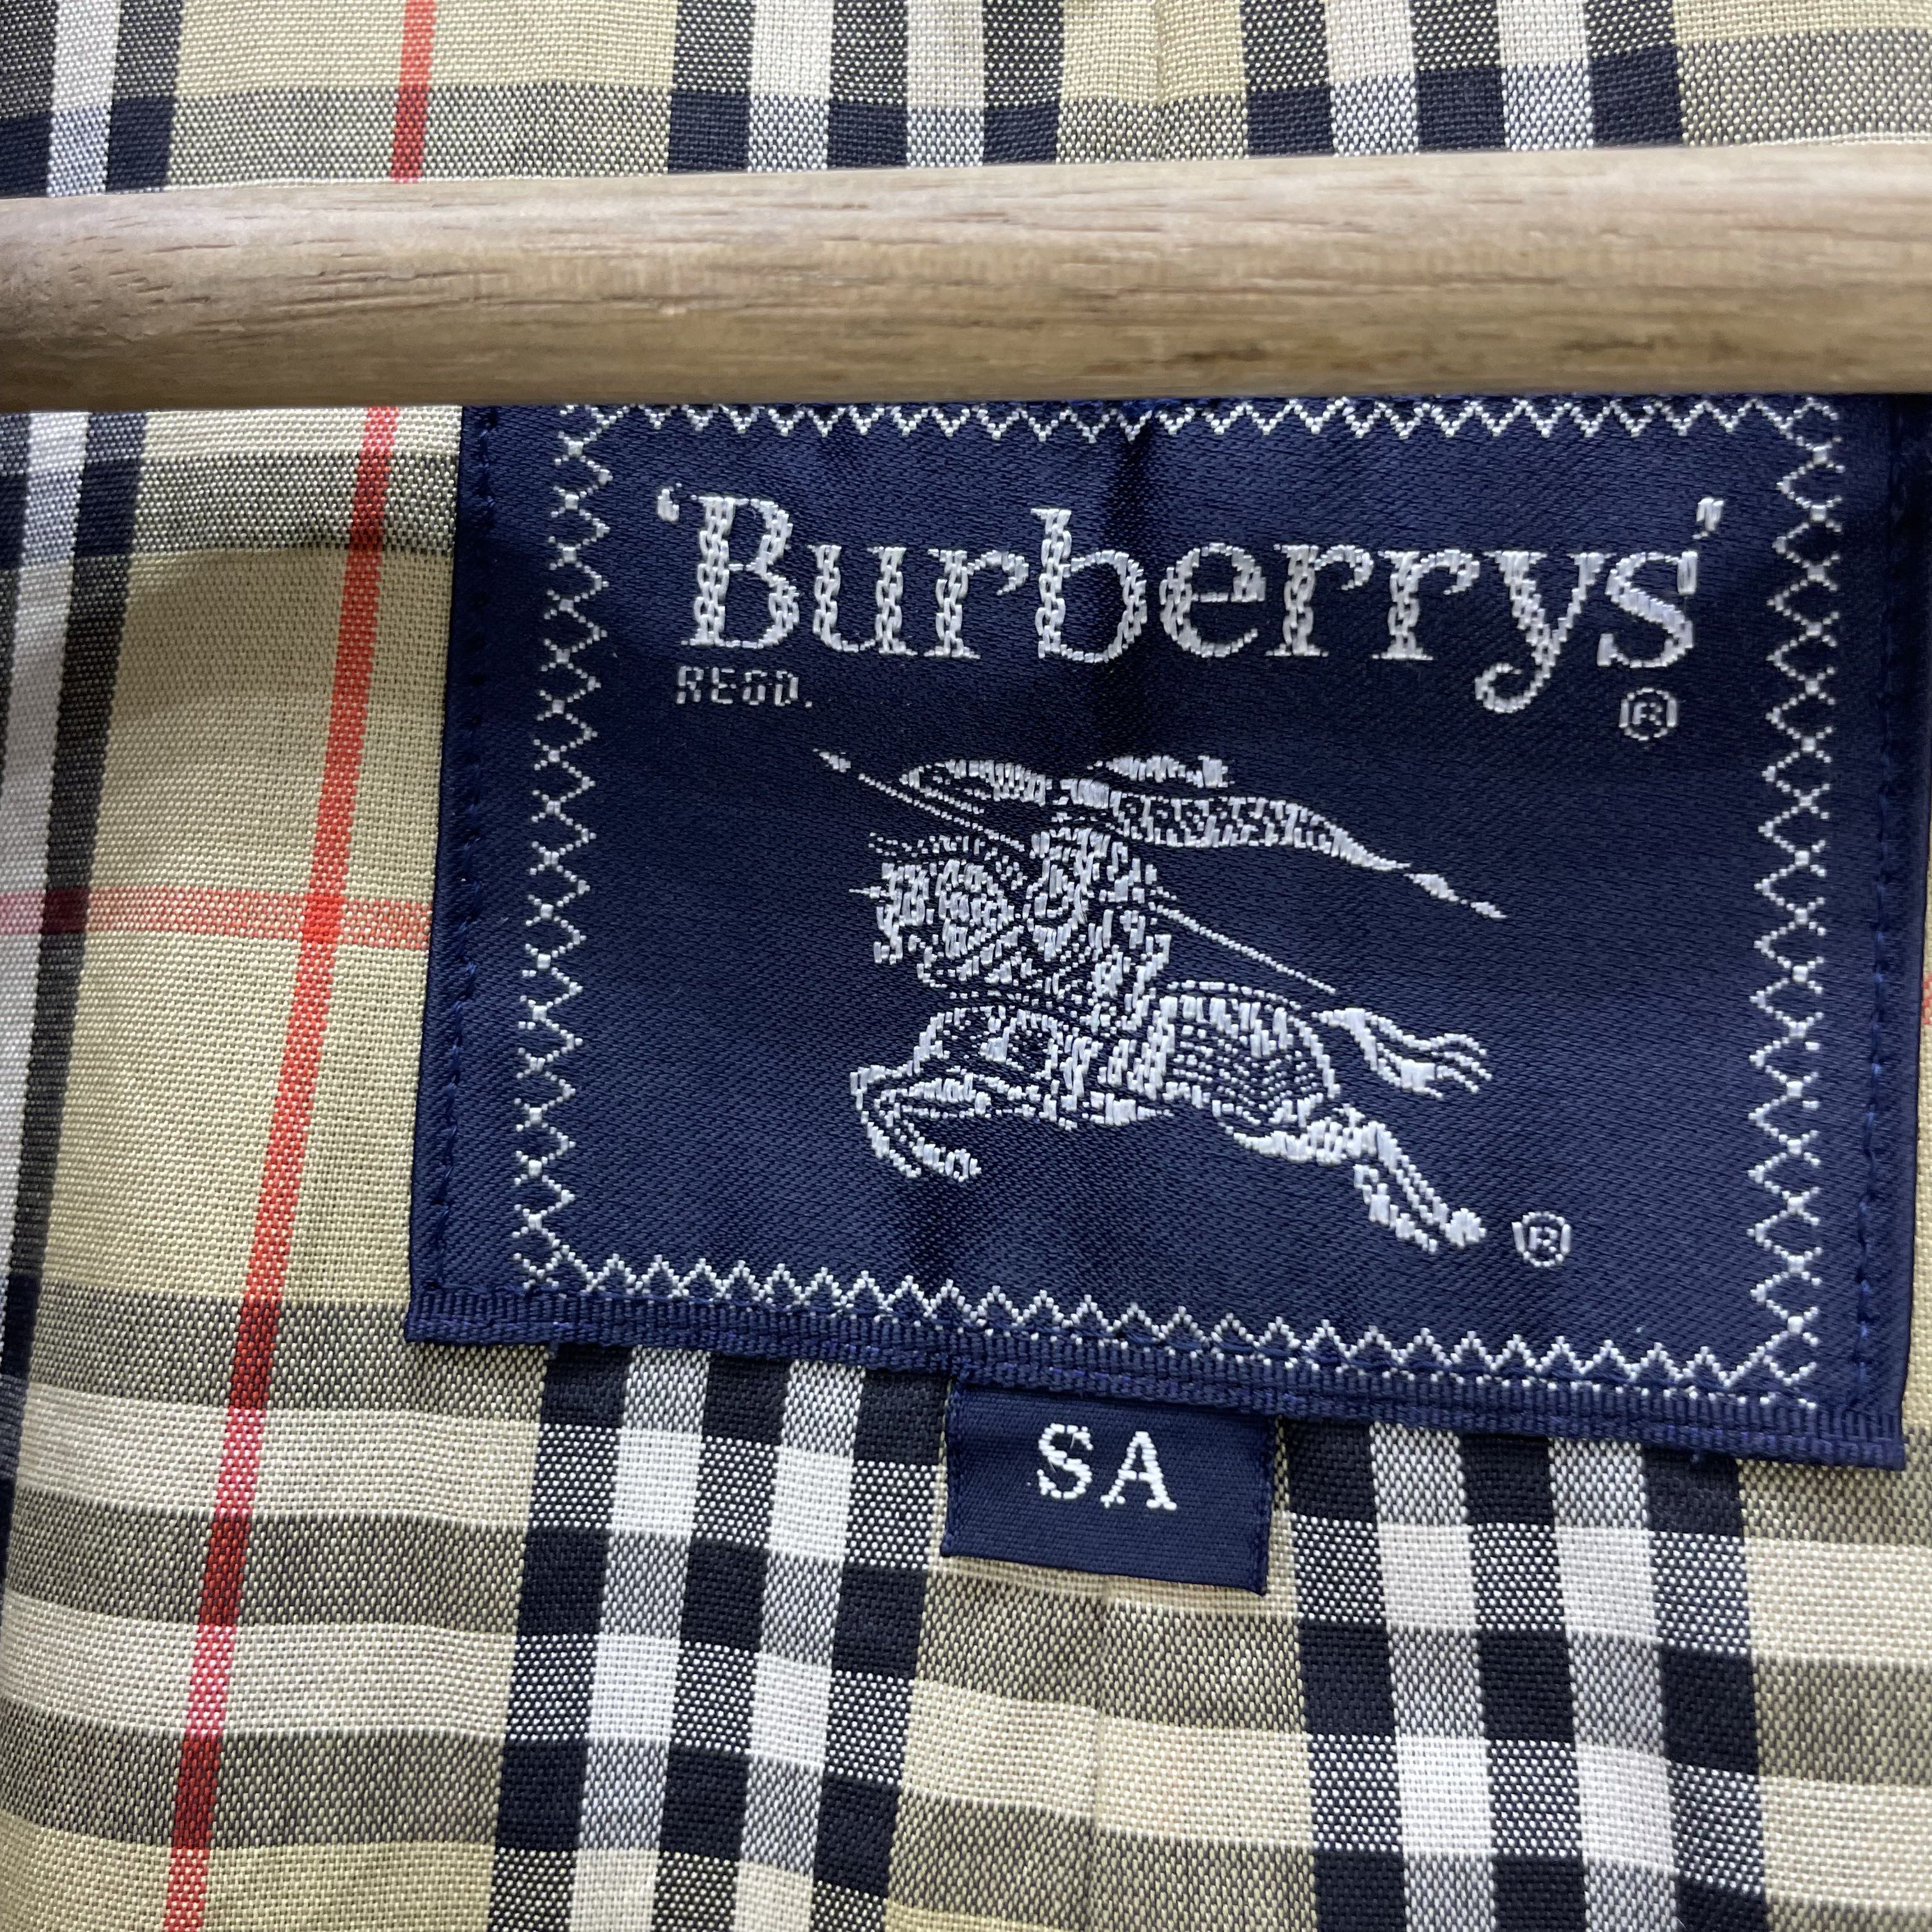 'Burberrys'
REGD. ®
®
SA